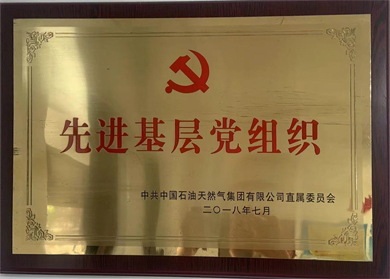 先进基层党组织
中共中国石油天然气集团有限公司直属委员会
二〇一八年七月